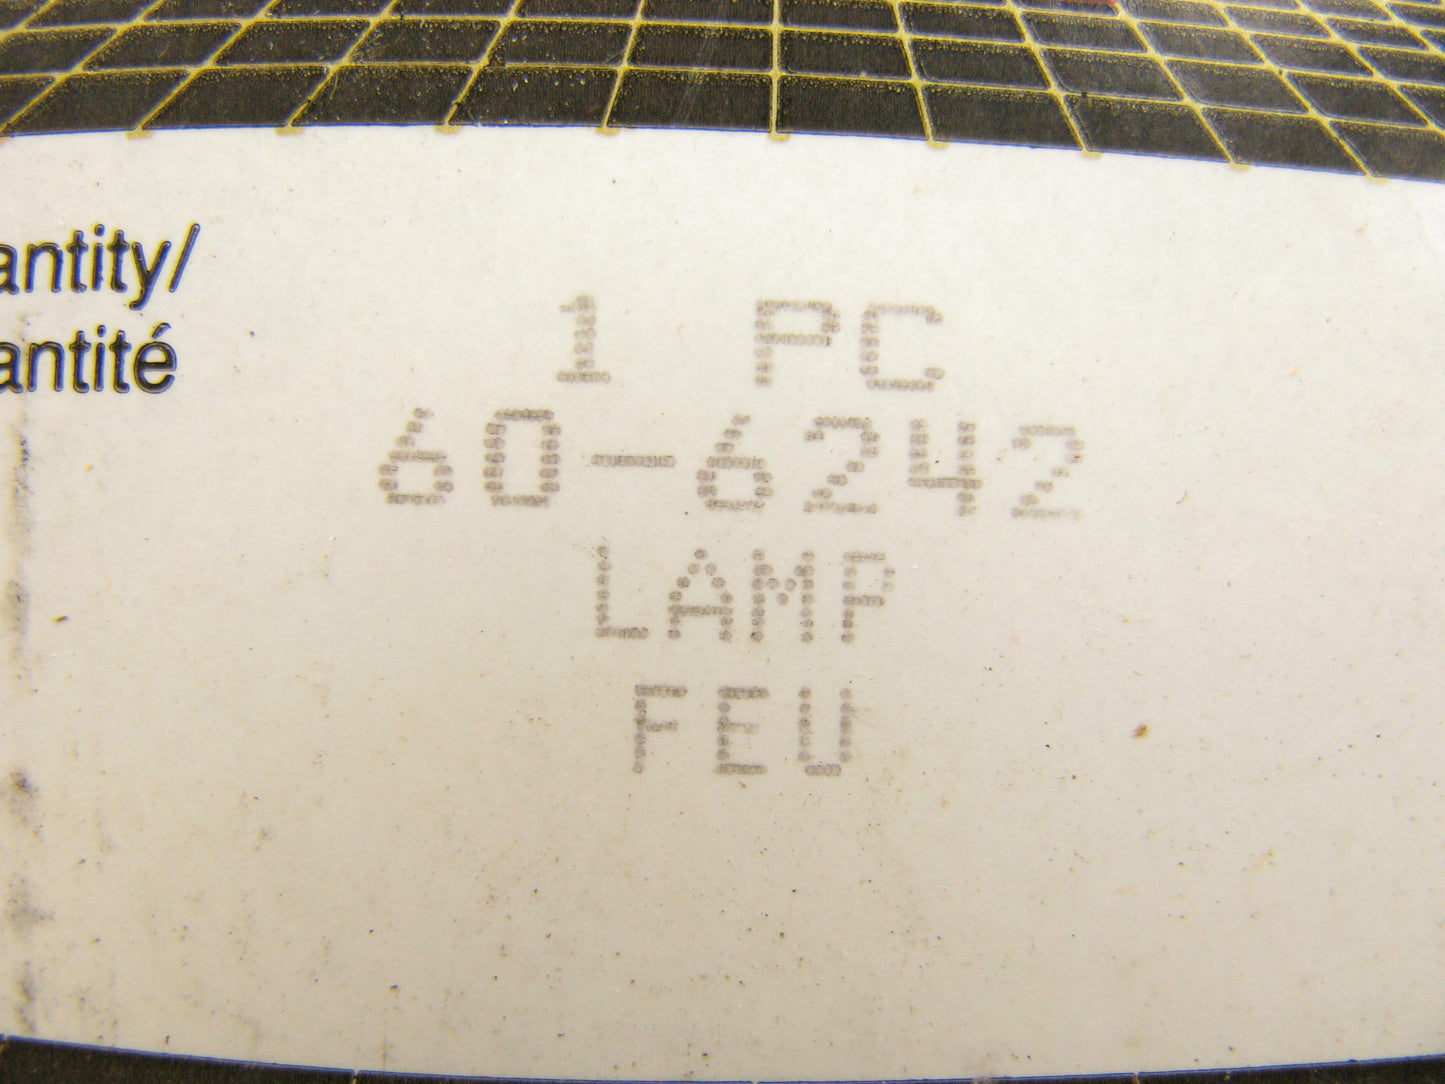 antity/
antité
1 PC
60-6242
LAMP
FEU